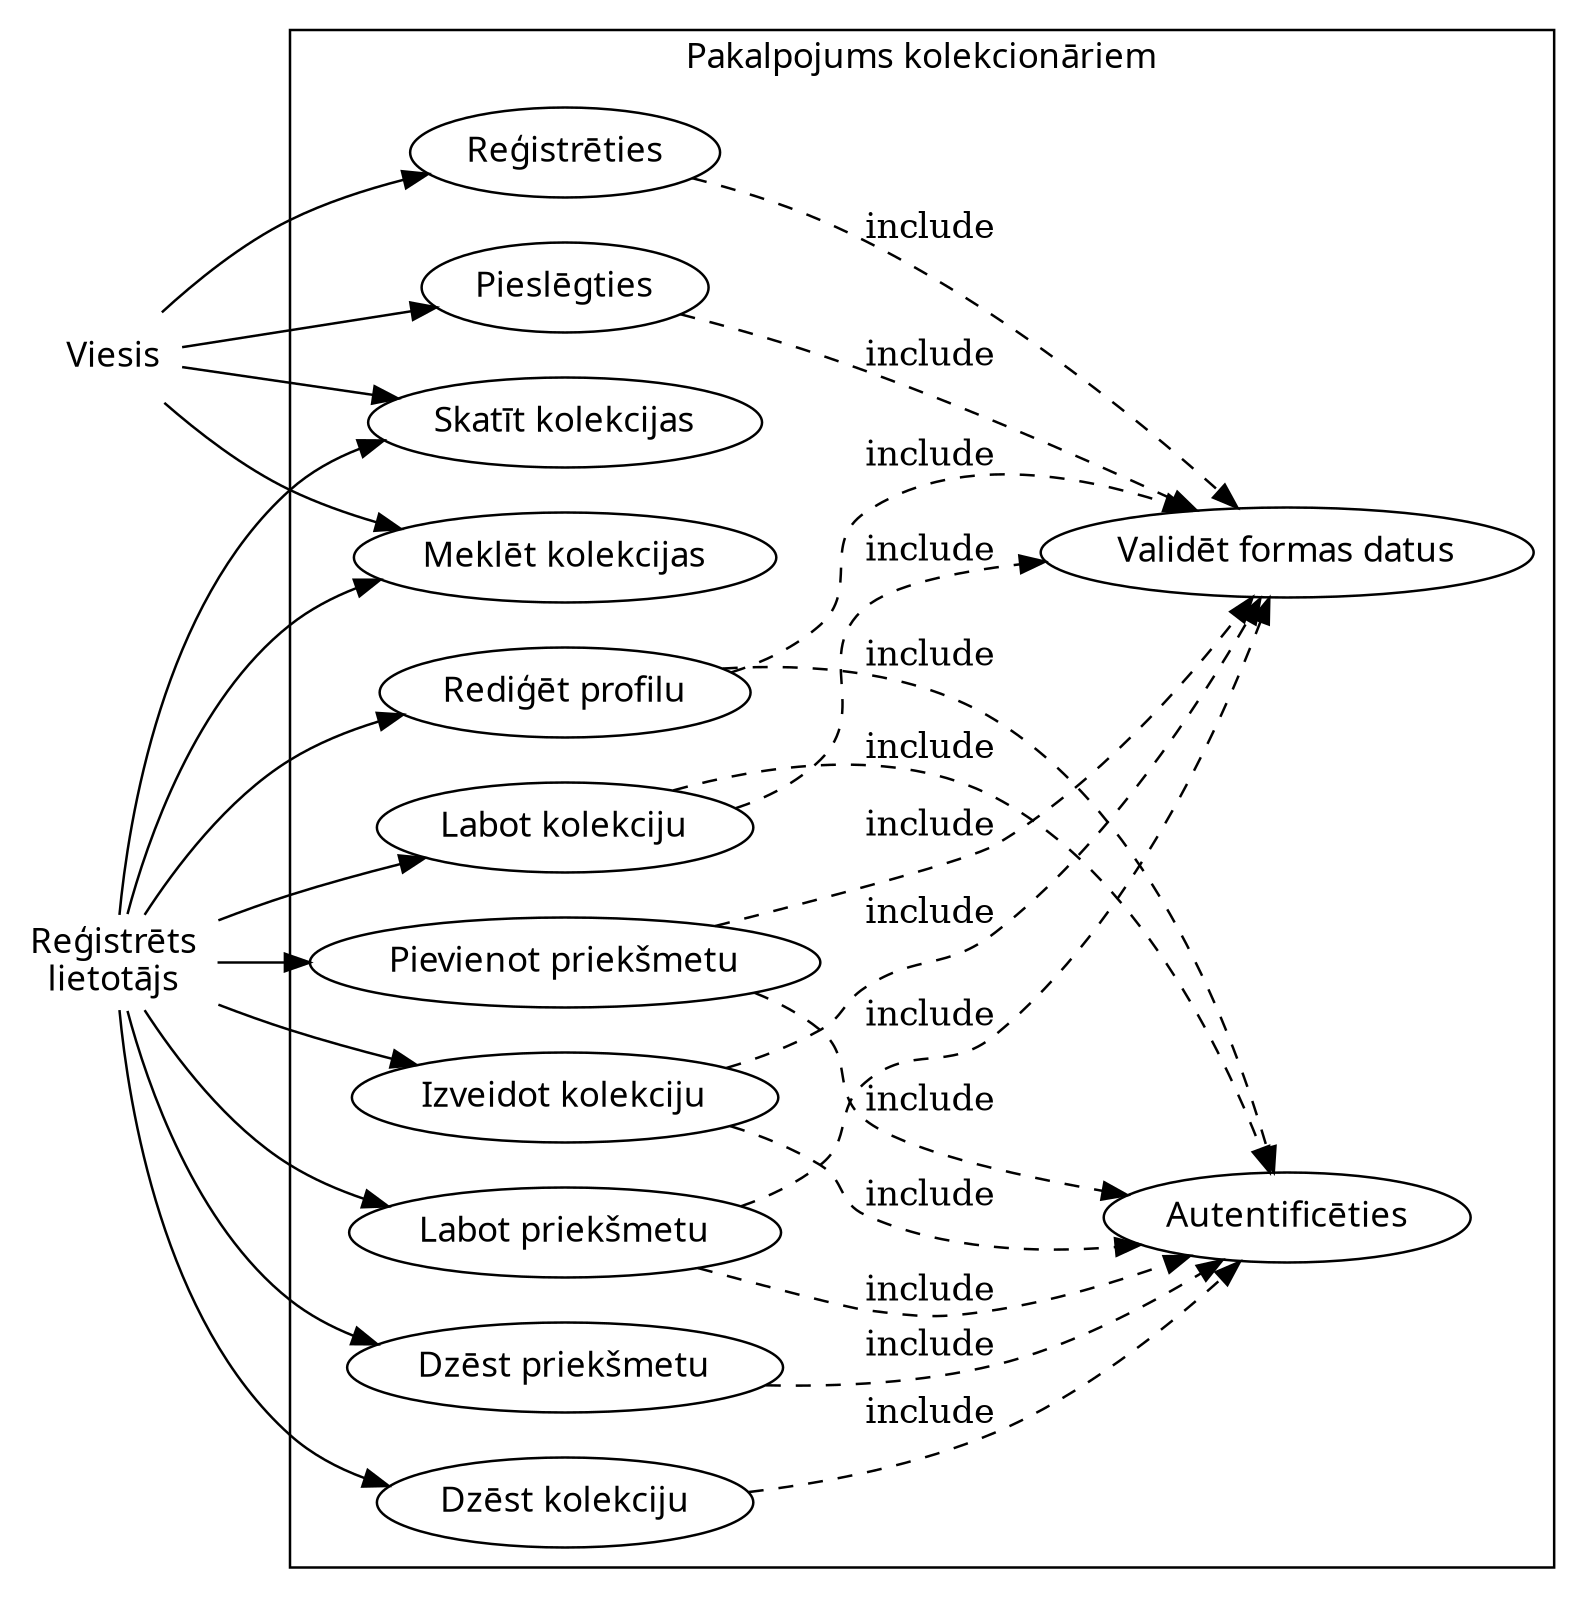 Pakalpojums kolekcionāriem
Reģistrēties
include
Pieslēgties
include
Viesis
Skatīt kolekcijas
include
Meklēt kolekcijas
include
Validēt formas datus
include
Rediģēt profilu
include
Labot kolekciju
include
include
Reģistrēts
lietotājs
Pievienot priekšmetu
include
Izveidot kolekciju
include
include
Labot priekšmetu
Autentificēties
include
include
Dzēst priekšmetu
include
Dzēst kolekciju